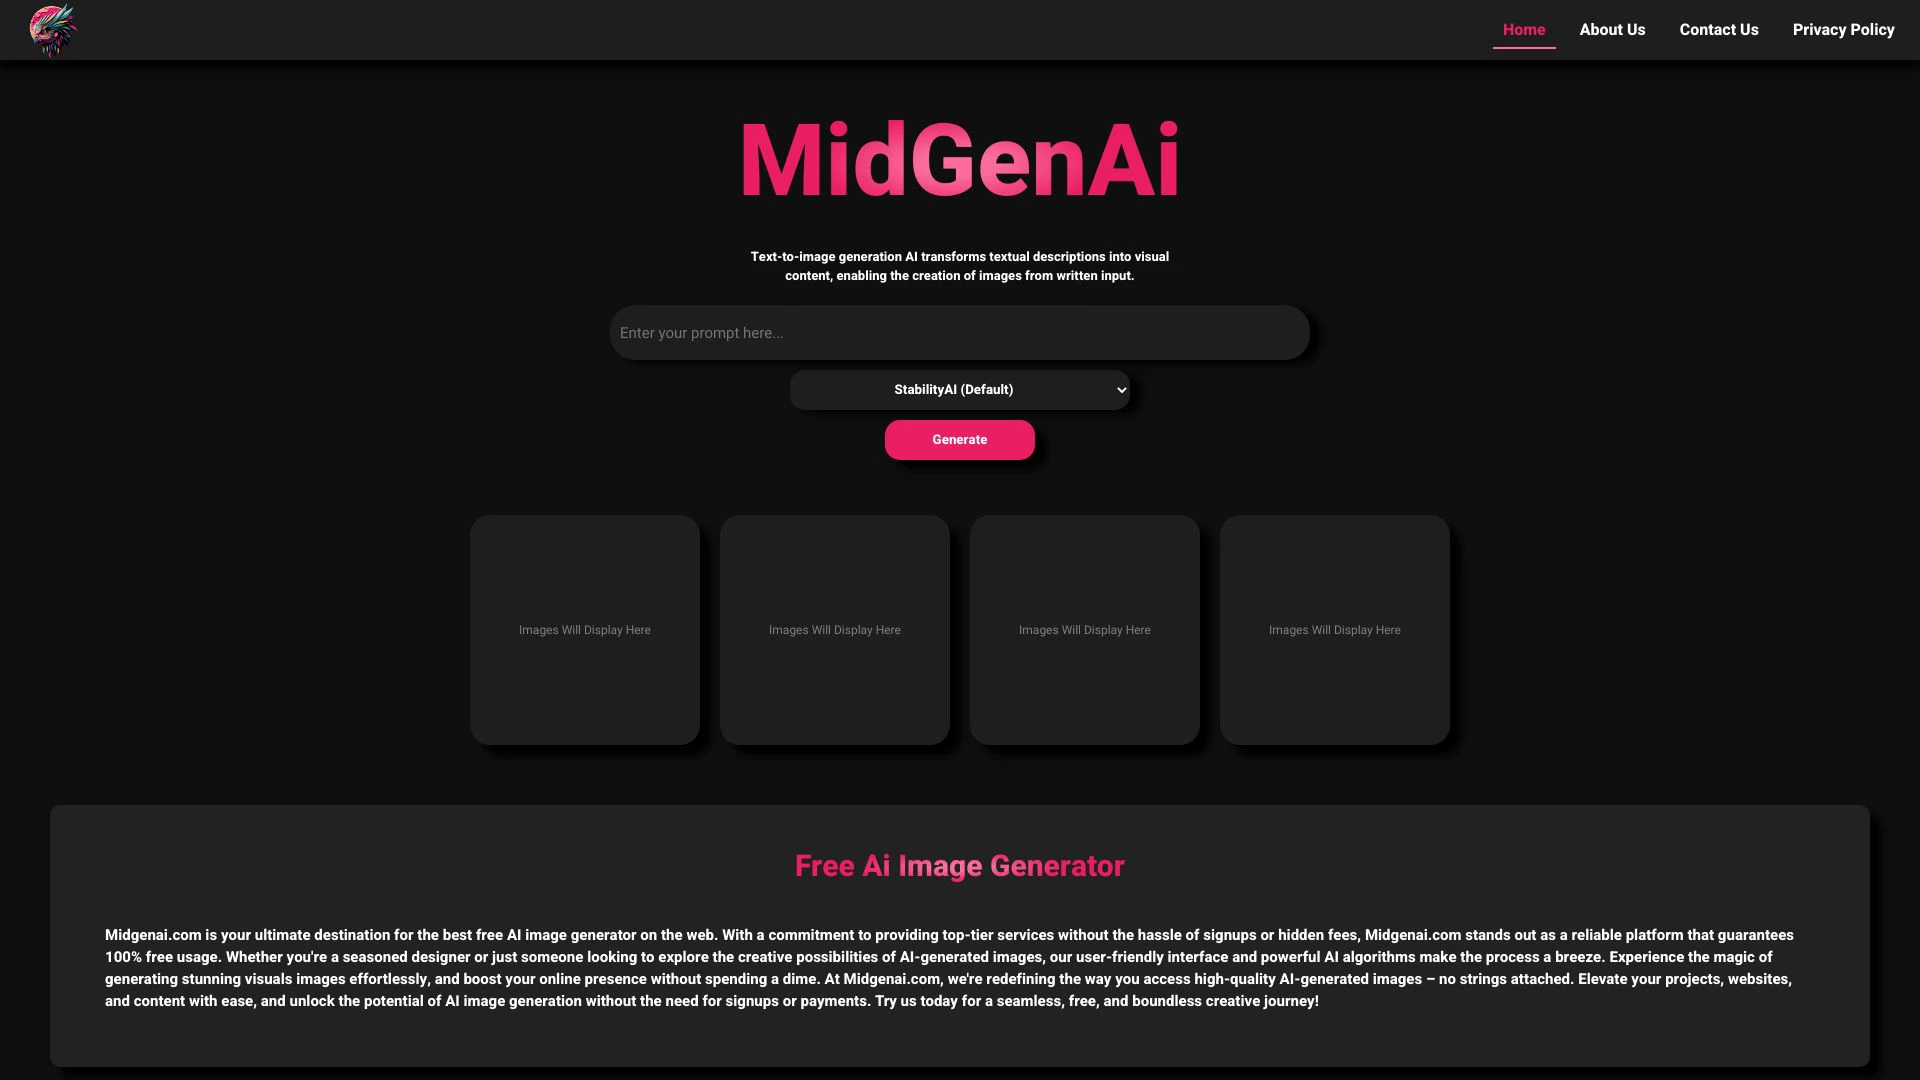 Home
About Us
Contact Us
Privacy Policy
MidGenAi
Text-to-image generation AI transforms textual descriptions into visual
content, enabling the creation of images from written input.
Enter your prompt here...
StabilityAI (Default)
Generate
Images Will Display Here
Images Will Display Here
Images Will Display Here
Images Will Display Here
Free Ai Image Generator
Midgenai.com is your ultimate destination for the best free AI image generator on the web. With a commitment to providing top-tier services without the hassle of signups or hidden fees, Midgenai.com stands out as a reliable platform that guarantees
100% free usage. Whether you're a seasoned designer or just someone looking to explore the creative possibilities of AI-generated images, our user-friendly interface and powerful AI algorithms make the process a breeze. Experience the magic of
generating stunning visuals images effortlessly, and boost your online presence without spending a dime. At Midgenai.com, we're redefining the way you access high-quality AI-generated images – no strings attached. Elevate your projects, websites,
and content with ease, and unlock the potential of AI image generation without the need for signups or payments. Try us today for a seamless, free, and boundless creative journey!